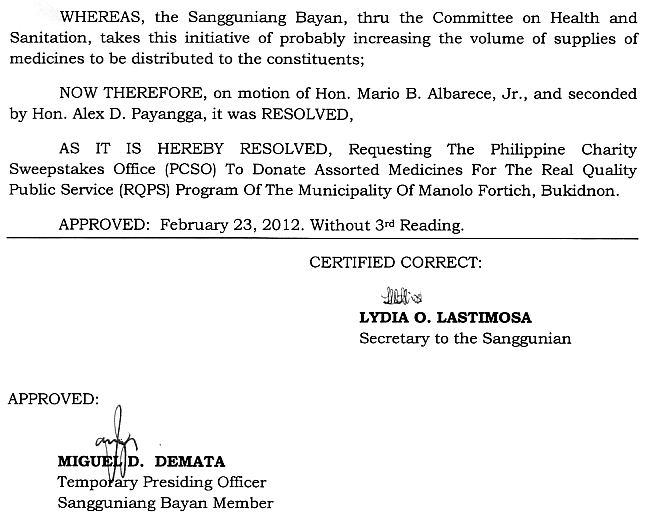 WHEREAS, the Sangguniang Bayan, thru the Committee on Health and
Sanitation, takes this initiative of probably increasing the volume of supplies of
medicines to be distributed to the constituents;
NOW THEREFORE, on motion of Hon. Mario B. Albarece, Jr., and seconded
by Hon. Alex D. Payangga, it was RESOLVED,
AS IT IS HEREBY RESOLVED, Requesting The Philippine Charity
Sweepstakes Office (PCSO) To Donate Assorted Medicines For The Real Quality
Public Service (RQPS) Program Of The Municipality Of Manolo Fortich, Bukidnon.
APPROVED: February 23, 2012. Without 3rd Reading.
CERTIFIED CORRECT:
LYDIA O. LASTIMOSA
Secretary to the Sanggunian
APPROVED:
MIGUEL D. DEMATA
Temporary Presiding Officer
Sangguniang Bayan Member